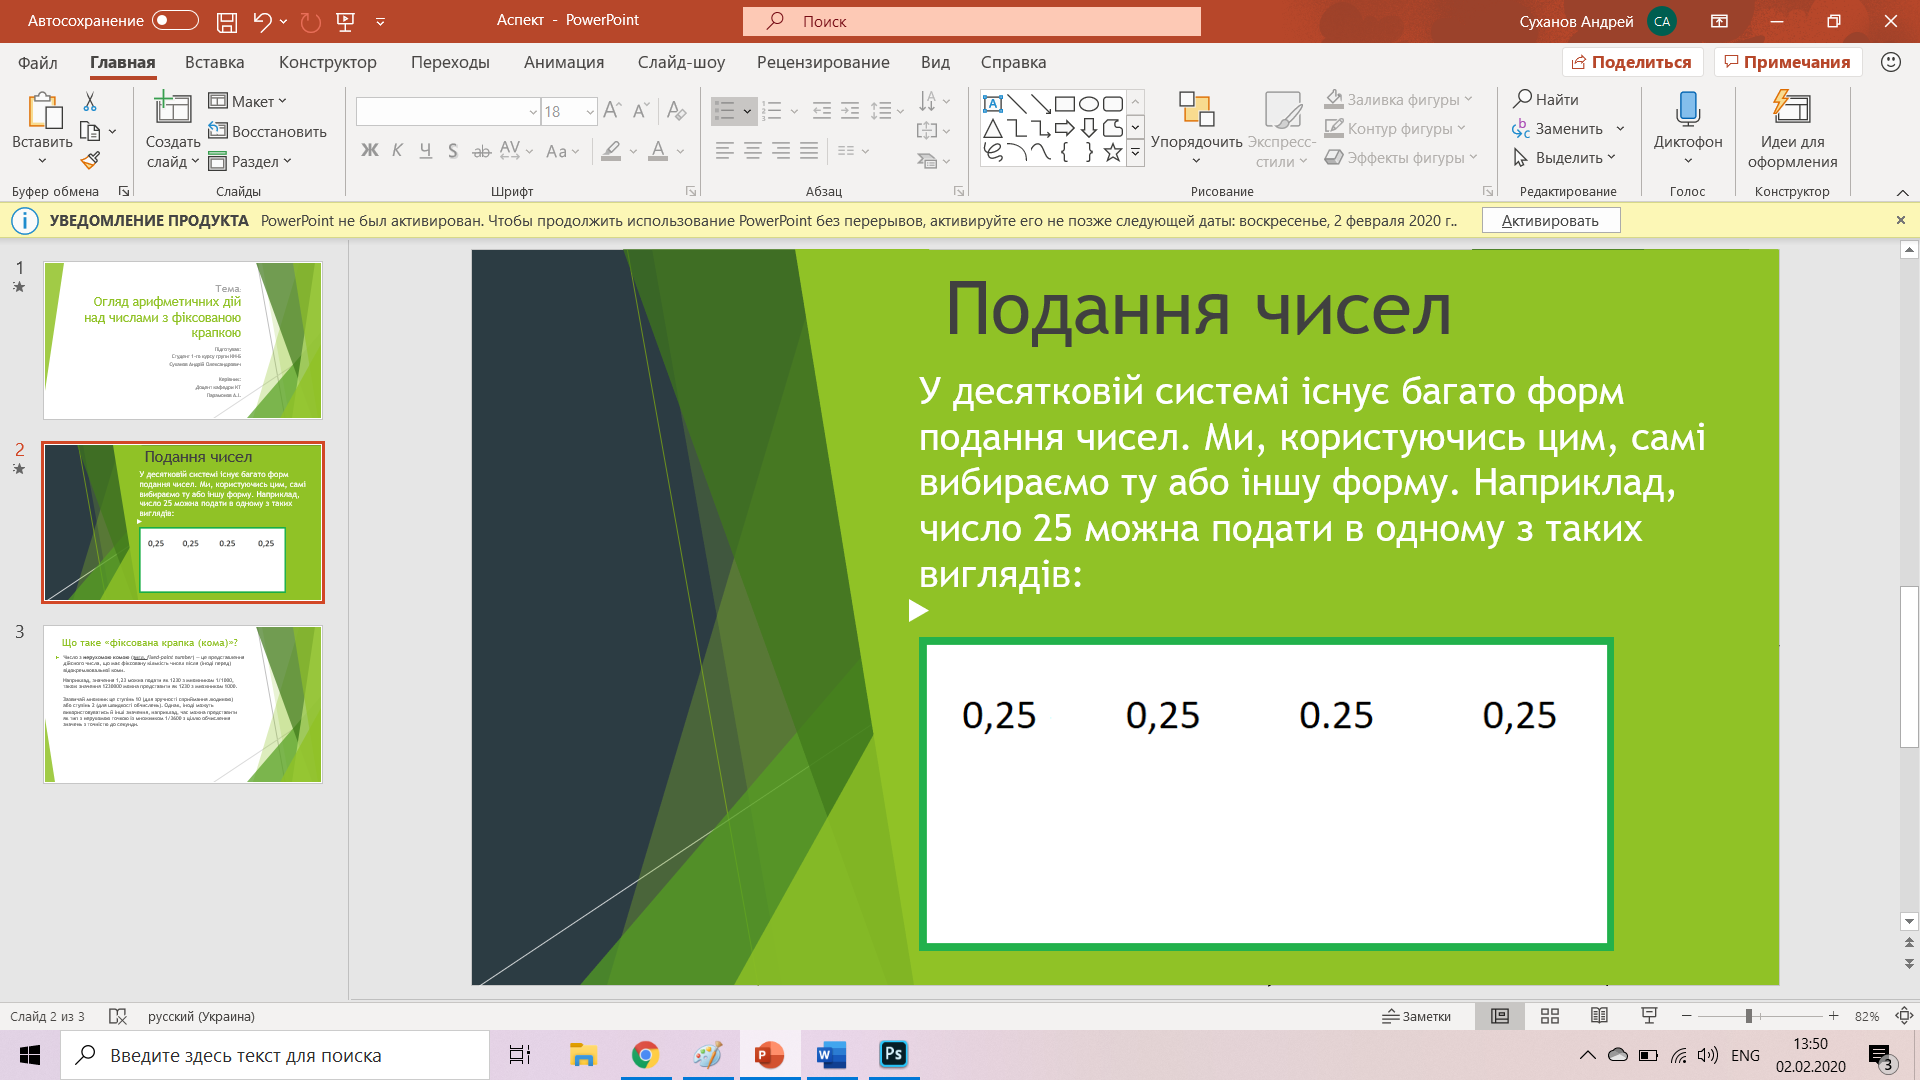 Автосохранение
Аспект - PowerPoint
Поиск
Суханов Андрей
СА
Файл Главная Вставка Конструктор Переходы Анимация Слайд-шоу Рецензирование Вид Справка
Поделиться Примечания
Вставить
Создать слайд
Макет
Восстановить
Раздел
18
Ж К Ч S ab AV Aa A
Упорядочить
Экспресс-стили
Заливка фигуры
Контур фигуры
Эффекты фигуры
Найти
Заменить
Выделить
Диктофон
Идеи для оформления
Буфер обмена Слайды Шрифт Абзац Рисование Редактирование Голос Конструктор
УВЕДОМЛЕНИЕ ПРОДУКТА PowerPoint не был активирован. Чтобы продолжить использование PowerPoint без перерывов, активируйте его не позже следующей даты: воскресенье, 2 февраля 2020 г.. Активировать
1
Тема:
Огляд арифметичних дій
над числами з фіксованою
крапкою
2
Подання чисел
У десятковій системі існує багато форм
подання чисел. Ми, користуючись цим, самі
вибираємо ту або іншу форму. Наприклад,
число 25 можна подати в одному з таких
виглядів:
0,25 0,25 0.25 0,25
3
Що таке «фіксована крапка (кома)»?
Подання чисел
У десятковій системі існує багато форм
подання чисел. Ми, користуючись цим, самі
вибираємо ту або іншу форму. Наприклад,
число 25 можна подати в одному з таких
виглядів:
0,25 0,25 0.25 0,25
Слайд 2 из 3 русский (Украина) Заметки 82%
Введите здесь текст для поиска
ENG
13:50
02.02.2020
3